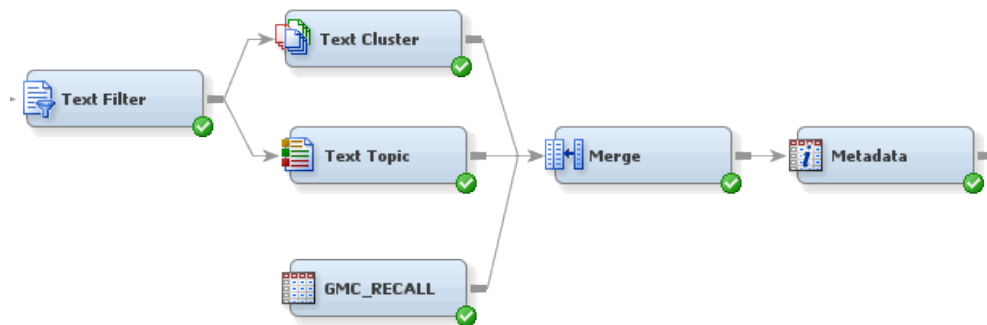 Text Cluster
Text Filter
Text Topic
Merge
Metadata
GMC_RECALL